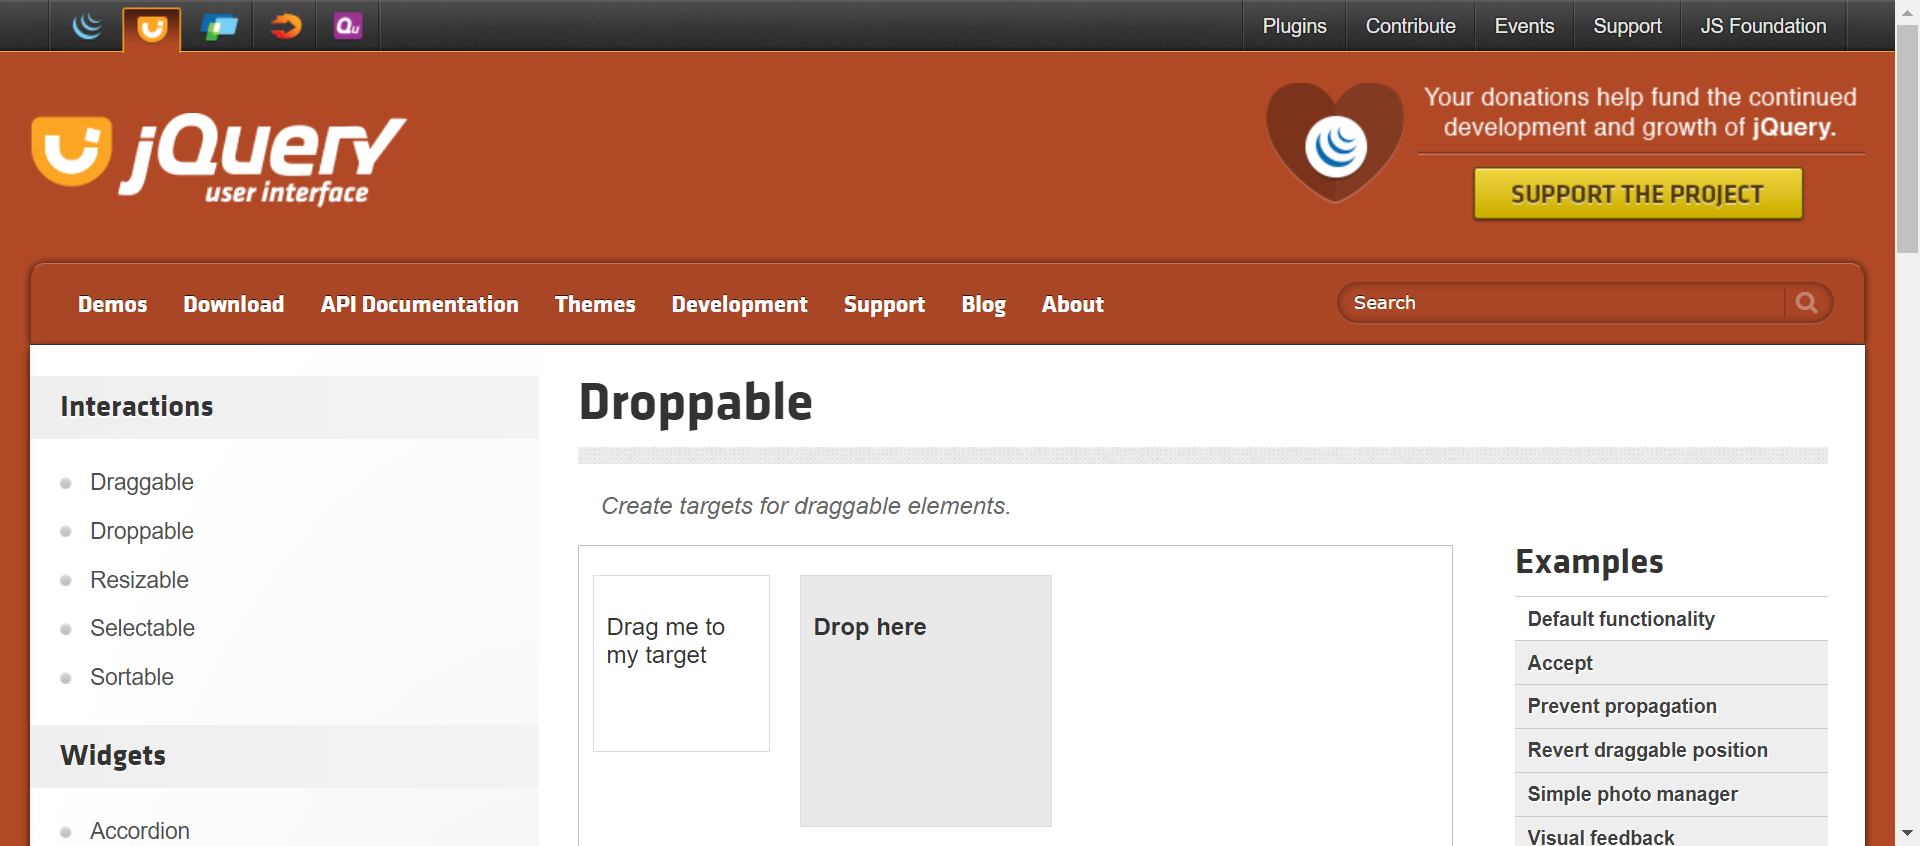 Plugins
Contribute
Events
Support
JS Foundation
jQuery
user interface
Your donations help fund the continued
development and growth of jQuery.
SUPPORT THE PROJECT
Demos
Download
API Documentation
Themes
Development
Support
Blog
About
Search
Interactions
Draggable
Droppable
Resizable
Selectable
Sortable
Widgets
Accordion
Droppable
Create targets for draggable elements.
Drag me to
my target
Drop here
Examples
Default functionality
Accept
Prevent propagation
Revert draggable position
Simple photo manager
Visual feedback